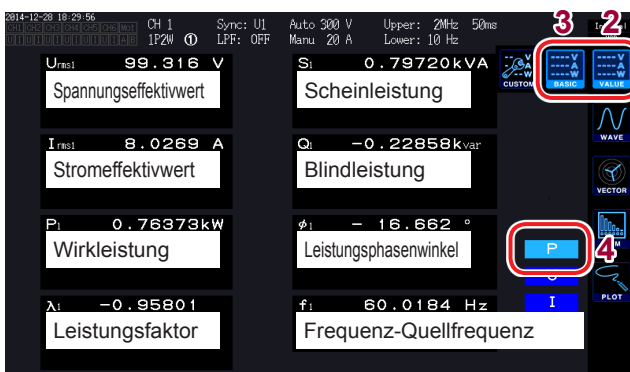 2014-12-28 18:29:56
CH 1 Sync: U1 Auto 300 V Upper: 2MHz 50ms
1P2W ① LPF: OFF Manu 20 A Lower: 10 Hz
3 2
Urms1 99.316 V
Spannungseffektivwert
S1 0.79720kVA
Scheinleistung
CUSTOM
BASIC
VALUE
Irms1 8.0269 A
Stromeffektivwert
Q1 -0.22858kvar
Blindleistung
WAVE
VECTOR
P1 0.76373kW
Wirkleistung
φ1 - 16.662 °
Leistungsphasenwinkel
P
4
λ1 -0.95801
Leistungsfaktor
f1 60.0184 Hz
Frequenz-Quellfrequenz
I
PLOT